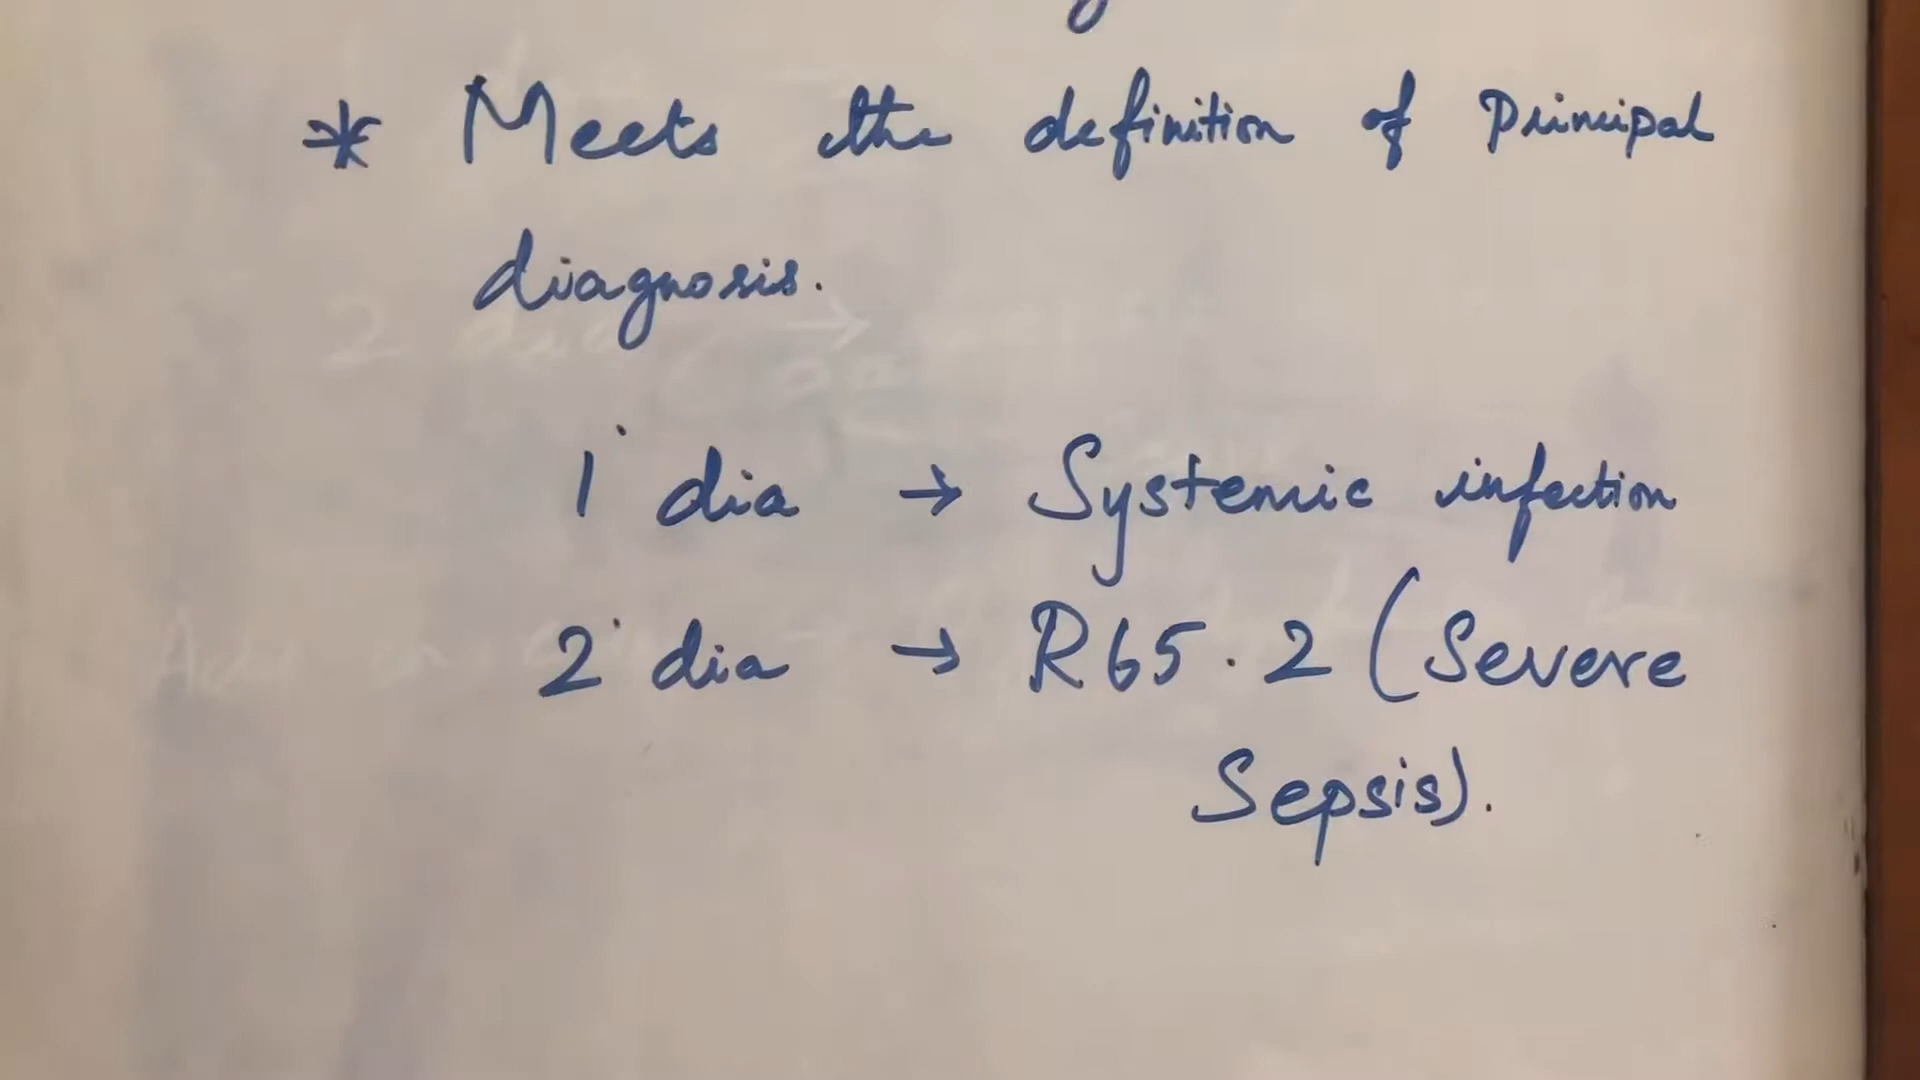 * Meets the definition of Principal
diagnosis.
1° dia → Systemic infection
2° dia → R65.2 (Severe
Sepsis).